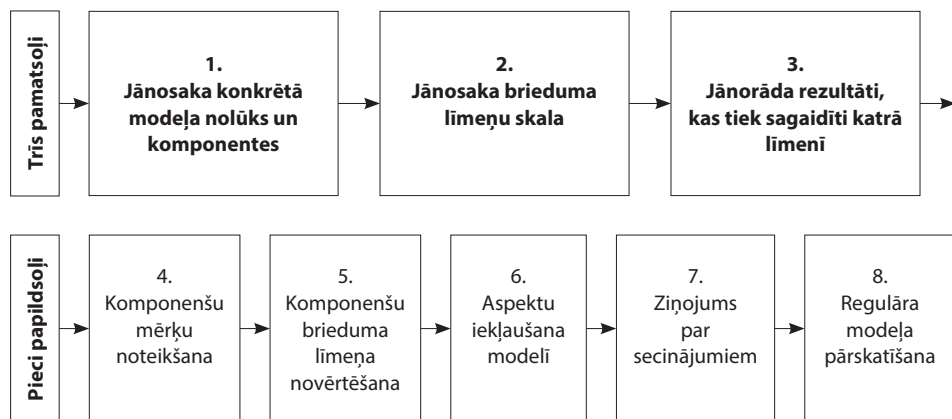 Trīs pamatsoļi
1.
Jānosaka konkrētā
modeļa nolūks un
komponentes
2.
Jānosaka brieduma
līmeņu skala
3.
Jānorāda rezultāti,
kas tiek sagaidīti katrā
līmenī
Pieci papildsoļi
4.
Komponenšu
mērķu
noteikšana
5.
Komponenšu
brieduma
līmeņa
novērtēšana
6.
Aspektu
iekļaušana
modelī
7.
Ziņojums
par
secinājumiem
8.
Regulāra
modeļa
pārskatīšana